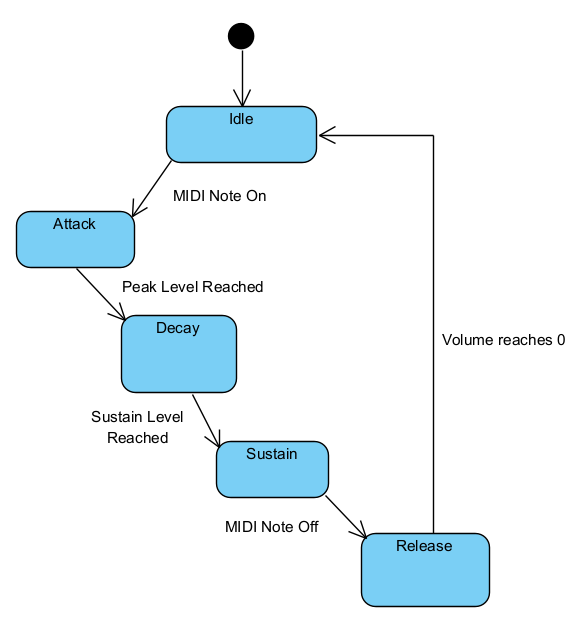 Idle
MIDI Note On
Attack
Peak Level Reached
Decay
Volume reaches 0
Sustain Level
Reached
Sustain
MIDI Note Off
Release